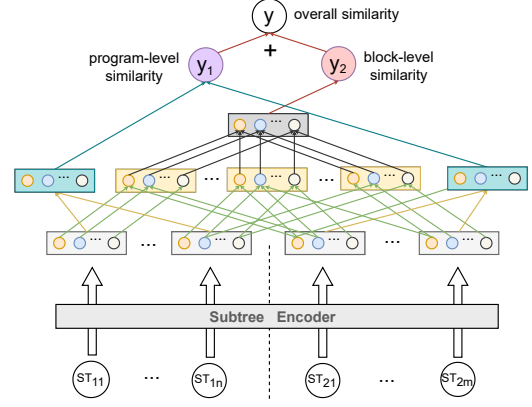 y overall similarity
program-level
similarity
y1
+
y2
block-level
similarity
...
... ... ...
... ... ... ... ... ... ...
... ... ... ... ... ... ...
Subtree Encoder
ST11 ... ST1n ST21 ... ST2m